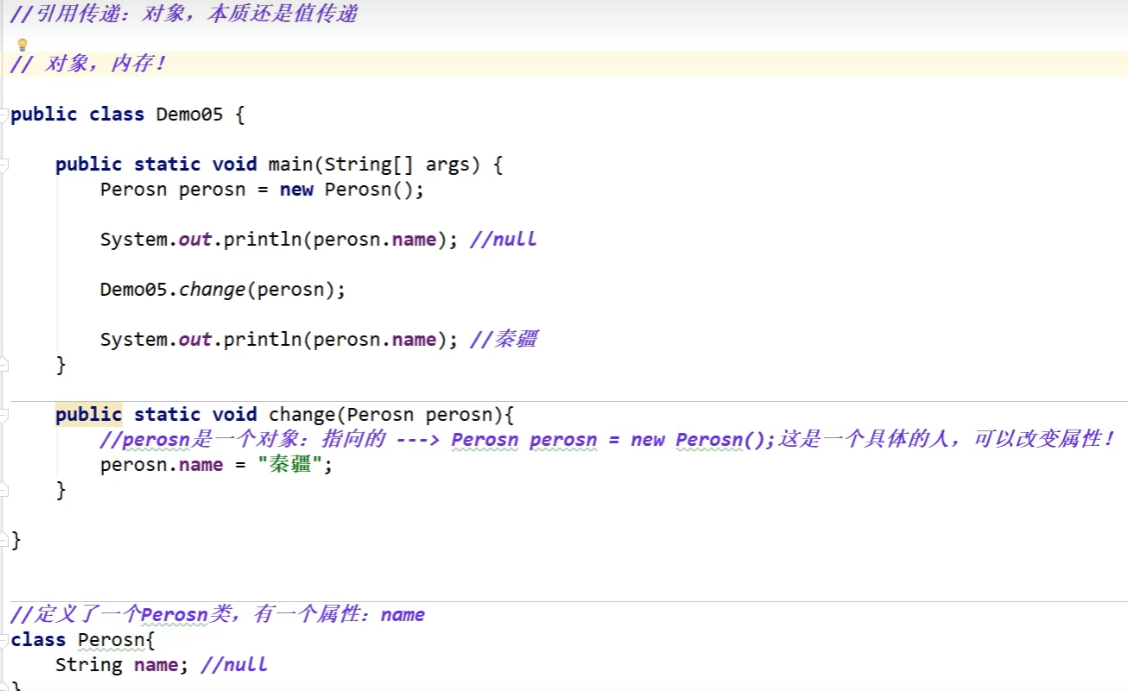 //引用传递：对象，本质还是值传递
// 对象，内存！
public class Demo05 {
public static void main(String[] args) {
Perosn perosn = new Perosn();
System.out.println(perosn.name); //null
Demo05.change(perosn);
System.out.println(perosn.name); //秦疆
}
public static void change(Perosn perosn){
//perosn是一个对象：指向的 ---> Perosn perosn = new Perosn();这是一个具体的人，可以改变属性！
perosn.name = "秦疆";
}
}
//定义了一个Perosn类，有一个属性：name
class Perosn{
String name; //null
}